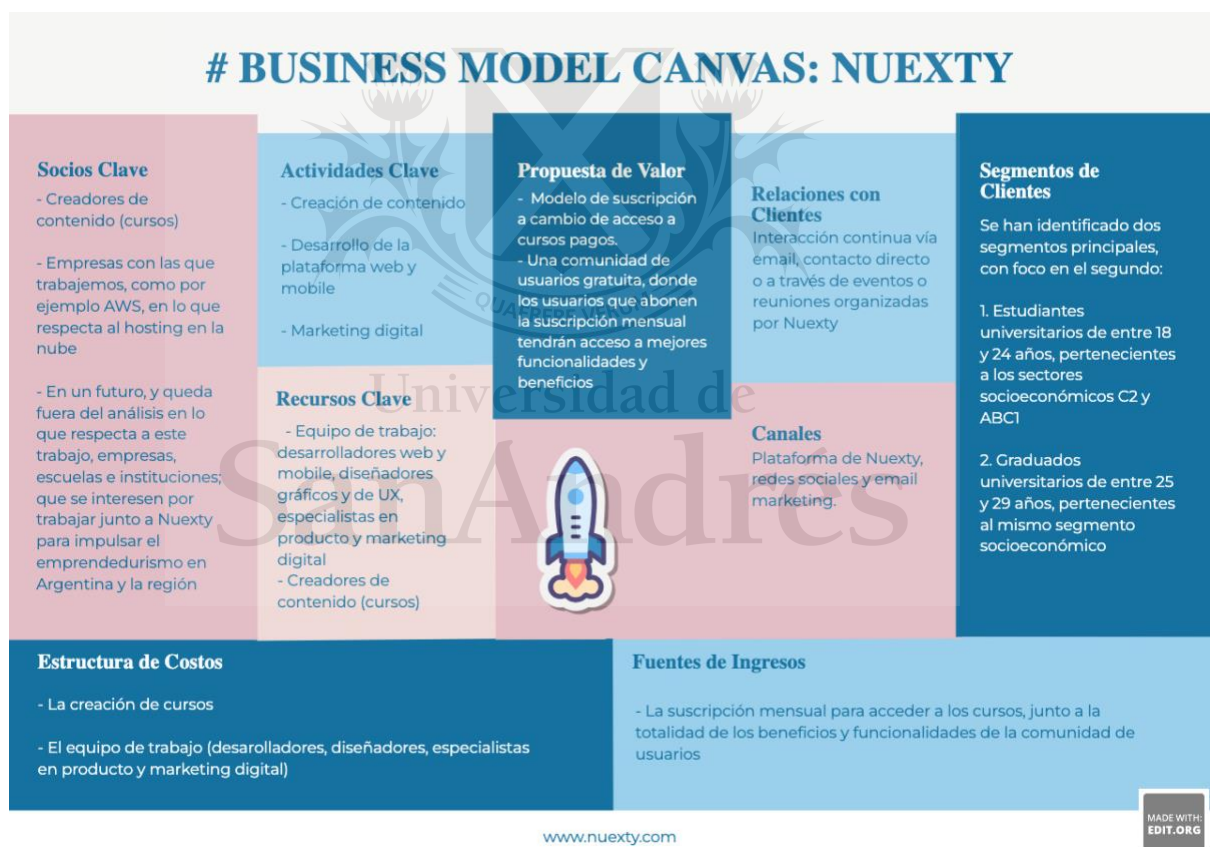 # BUSINESS MODEL CANVAS: NUEXTY
Socios Clave
- Creadores de
contenido (cursos)
- Empresas con las que
trabajemos, como por
ejemplo AWS, en lo que
respecta al hosting en la
nube
- En un futuro, y queda
fuera del análisis en lo
que respecta a este
trabajo, empresas,
escuelas e instituciones;
que se interesen por
trabajar junto a Nuexty
para impulsar el
emprendedurismo en
Argentina y la región
Actividades Clave
- Creación de contenido
- Desarrollo de la
plataforma web y
mobile
- Marketing digital
Recursos Clave
- Equipo de trabajo:
desarrolladores web y
mobile, diseñadores
gráficos y de UX,
especialistas en
producto y marketing
digital
- Creadores de
contenido (cursos)
Propuesta de Valor
- Modelo de suscripción
a cambio de acceso a
cursos pagos.
- Una comunidad de
usuarios gratuita, donde
los usuarios que abonen
la suscripción mensual
tendrán acceso a mejores
funcionalidades y
beneficios
Relaciones con
Clientes
Interacción continua vía
email, contacto directo
o a través de eventos o
reuniones organizadas
por Nuexty
Canales
Plataforma de Nuexty,
redes sociales y email
marketing.
Segmentos de
Clientes
Se han identificado dos
segmentos principales,
con foco en el segundo:
1. Estudiantes
universitarios de entre 18
y 24 años, pertenecientes
a los sectores
socioeconómicos C2 y
ABC1
2. Graduados
universitarios de entre 25
y 29 años, pertenecientes
al mismo segmento
socioeconómico
Estructura de Costos
- La creación de cursos
- El equipo de trabajo (desarolladores, diseñadores, especialistas
en producto y marketing digital)
Fuentes de Ingresos
- La suscripción mensual para acceder a los cursos, junto a la
totalidad de los beneficios y funcionalidades de la comunidad de
usuarios
www.nuexty.com
MADE WITH:
EDIT.ORG
QUAERERE VERUM
Universidad de
SanAndrés